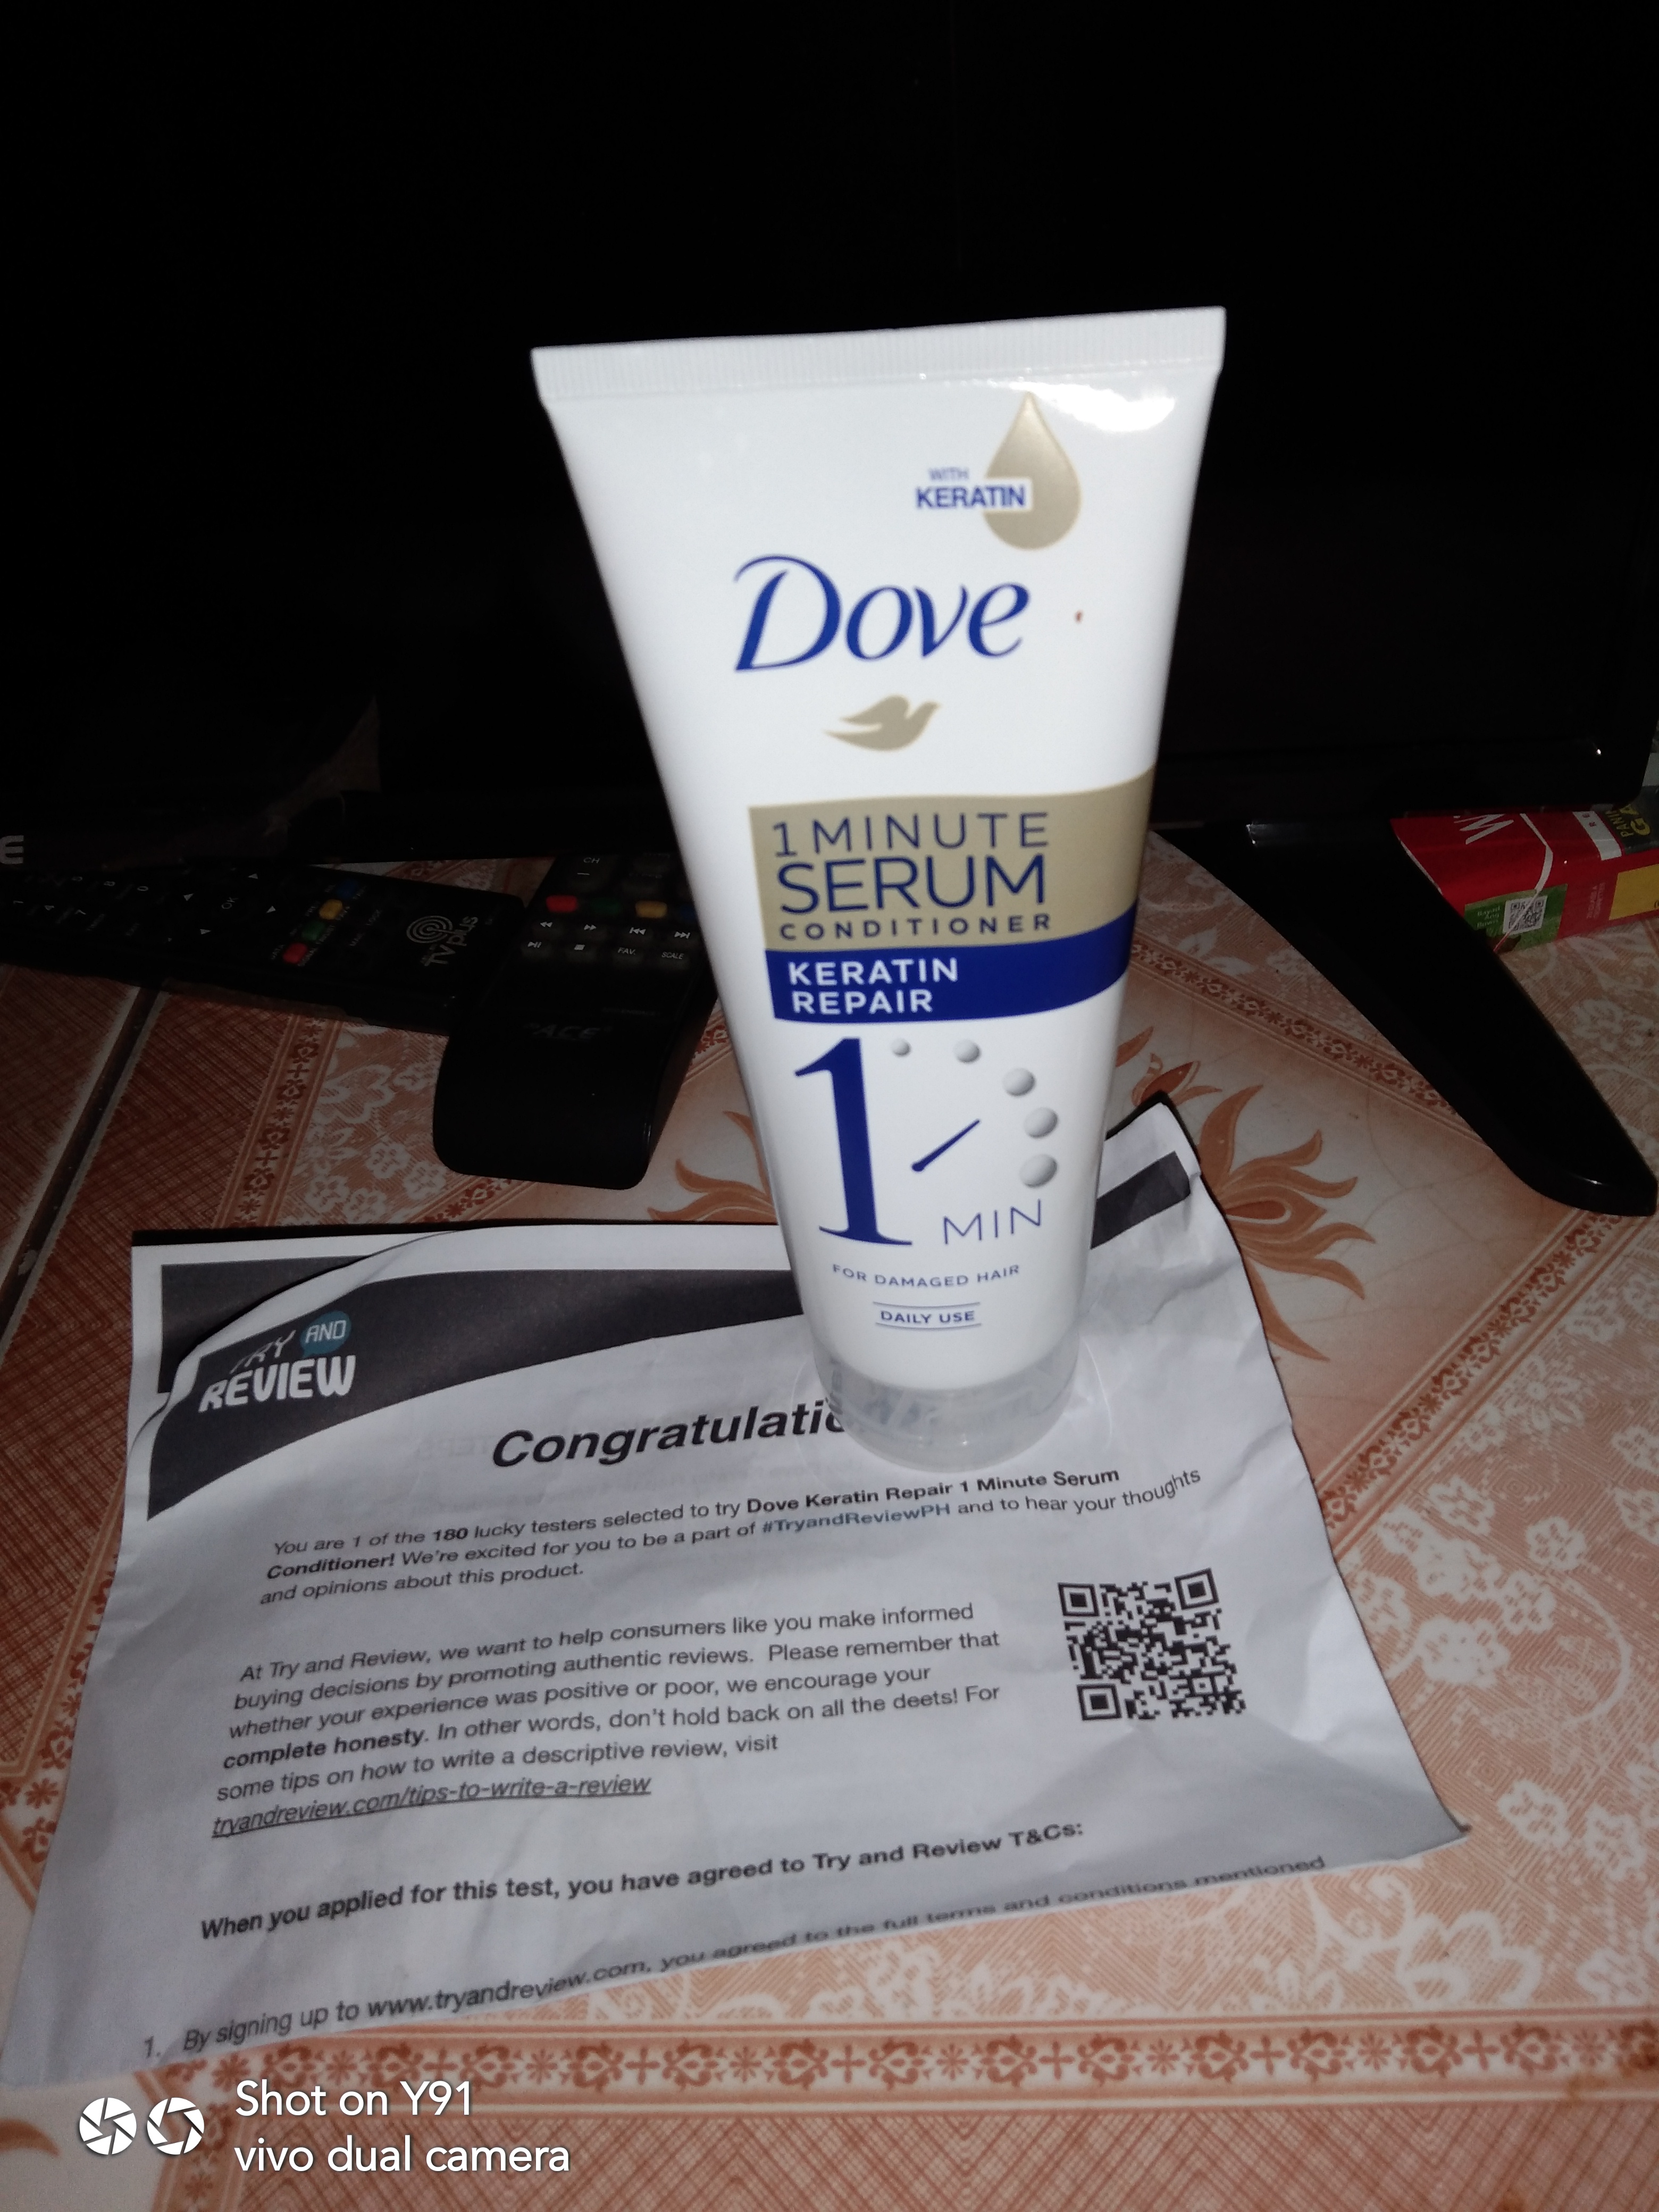 WITH
KERATIN
Dove
1 MINUTE
SERUM
CONDITIONER
KERATIN
REPAIR
1
MIN
FOR DAMAGED HAIR
DAILY USE
CH
OK
TVplus
FAV
SCALE
"ACE"
TRY AND
REVIEW
Congratulatio
You are 1 of the 180 lucky testers selected to try Dove Keratin Repair 1 Minute Serum
Conditioner! We're excited for you to be a part of #TryandReviewPH and to hear your thoughts
and opinions about this product.
At Try and Review, we want to help consumers like you make informed
buying decisions by promoting authentic reviews. Please remember that
whether your experience was positive or poor, we encourage your
complete honesty. In other words, don't hold back on all the deets! For
some tips on how to write a descriptive review, visit
tryandreview.com/tips-to-write-a-review
When you applied for this test, you have agreed to Try and Review T&Cs:
1. By signing up to www.tryandreview.com, you agreed to the full terms and conditions mentioned
Shot on Y91
vivo dual camera